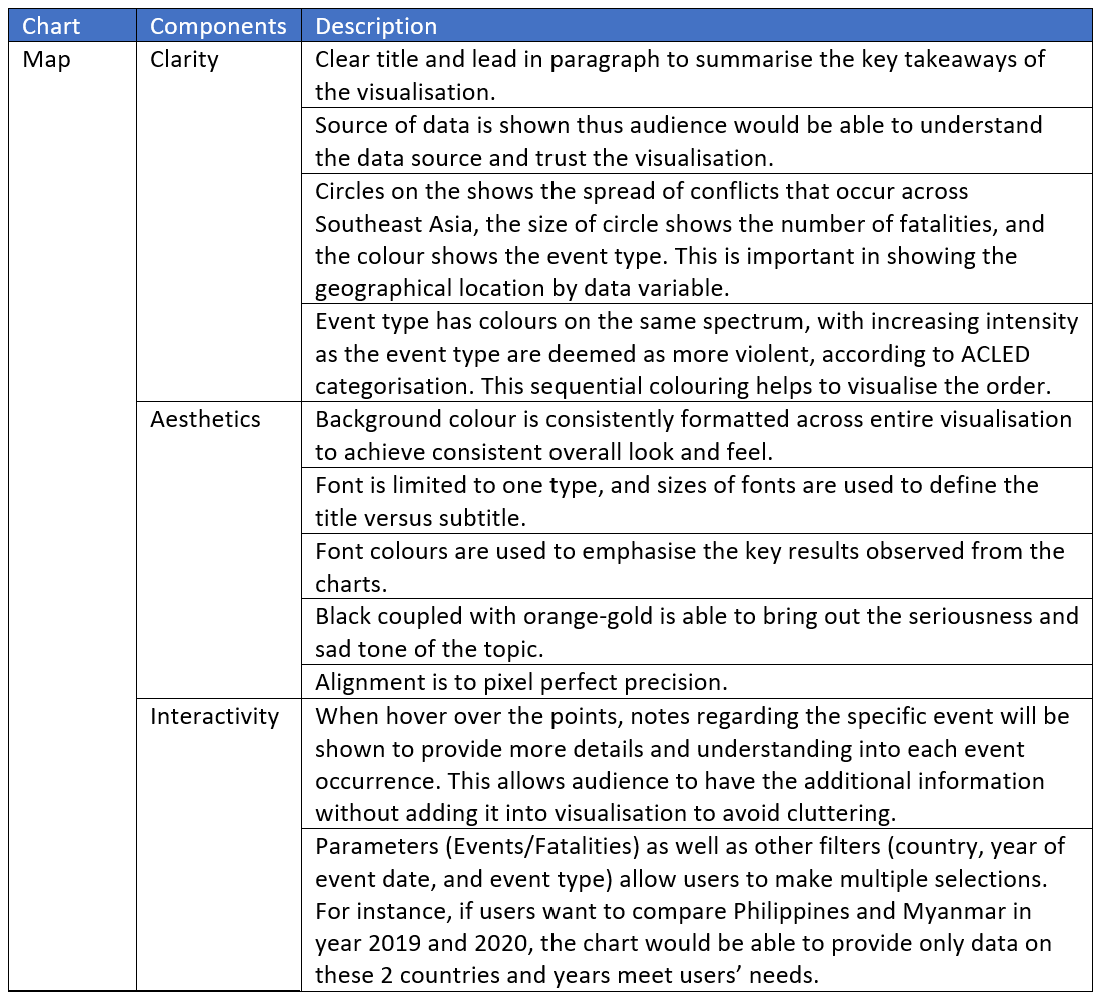 Chart Components Description
Map Clarity Clear title and lead in paragraph to summarise the key takeaways of
the visualisation.
Source of data is shown thus audience would be able to understand
the data source and trust the visualisation.
Circles on the shows the spread of conflicts that occur across
Southeast Asia, the size of circle shows the number of fatalities, and
the colour shows the event type. This is important in showing the
geographical location by data variable.
Event type has colours on the same spectrum, with increasing intensity
as the event type are deemed as more violent, according to ACLED
categorisation. This sequential colouring helps to visualise the order.
Aesthetics Background colour is consistently formatted across entire visualisation
to achieve consistent overall look and feel.
Font is limited to one type, and sizes of fonts are used to define the
title versus subtitle.
Font colours are used to emphasise the key results observed from the
charts.
Black coupled with orange-gold is able to bring out the seriousness and
sad tone of the topic.
Alignment is to pixel perfect precision.
Interactivity When hover over the points, notes regarding the specific event will be
shown to provide more details and understanding into each event
occurrence. This allows audience to have the additional information
without adding it into visualisation to avoid cluttering.
Parameters (Events/Fatalities) as well as other filters (country, year of
event date, and event type) allow users to make multiple selections.
For instance, if users want to compare Philippines and Myanmar in
year 2019 and 2020, the chart would be able to provide only data on
these 2 countries and years meet users’ needs.